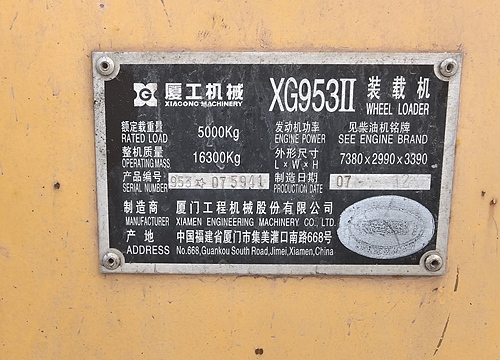 厦工机械 XG953II 装载机
XIAGONG MACHINERY WHEEL LOADER
额定载重量 5000Kg 发动机功率 见柴油机铭牌
RATED LOAD ENGINE POWER SEE ENGINE BRAND
整机质量 16300Kg 外形尺寸 7380×2990×3390
OPERATING MASS L×W×H
产品编号 953☆075941 制造日期 07
SERIAL NUMBER PRODUCTION DATE
制造商 厦门工程机械股份有限公司
MANUFACTURER XIAMEN ENGINEERING MACHINERY CO., LTD.
产地 中国福建省厦门市集美灌口南路668号
ADDRESS No.668,Guankou South Road,Jimei,Xiamen,China